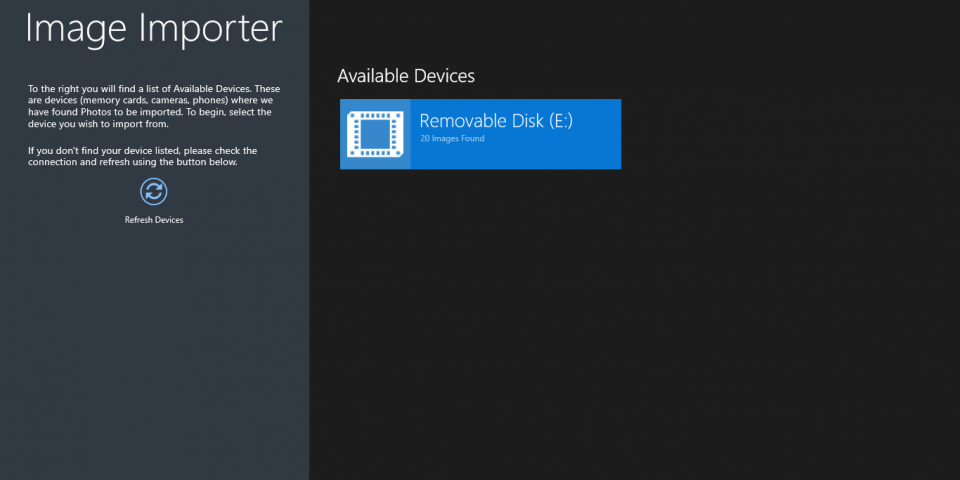 Image Importer
To the right you will find a list of Available Devices. These
are devices (memory cards, cameras, phones) where we
have found Photos to be imported. To begin, select the
device you wish to import from.
If you don't find your device listed, please check the
connection and refresh using the button below.
Refresh Devices
Available Devices
Removable Disk (E:)
20 Images Found